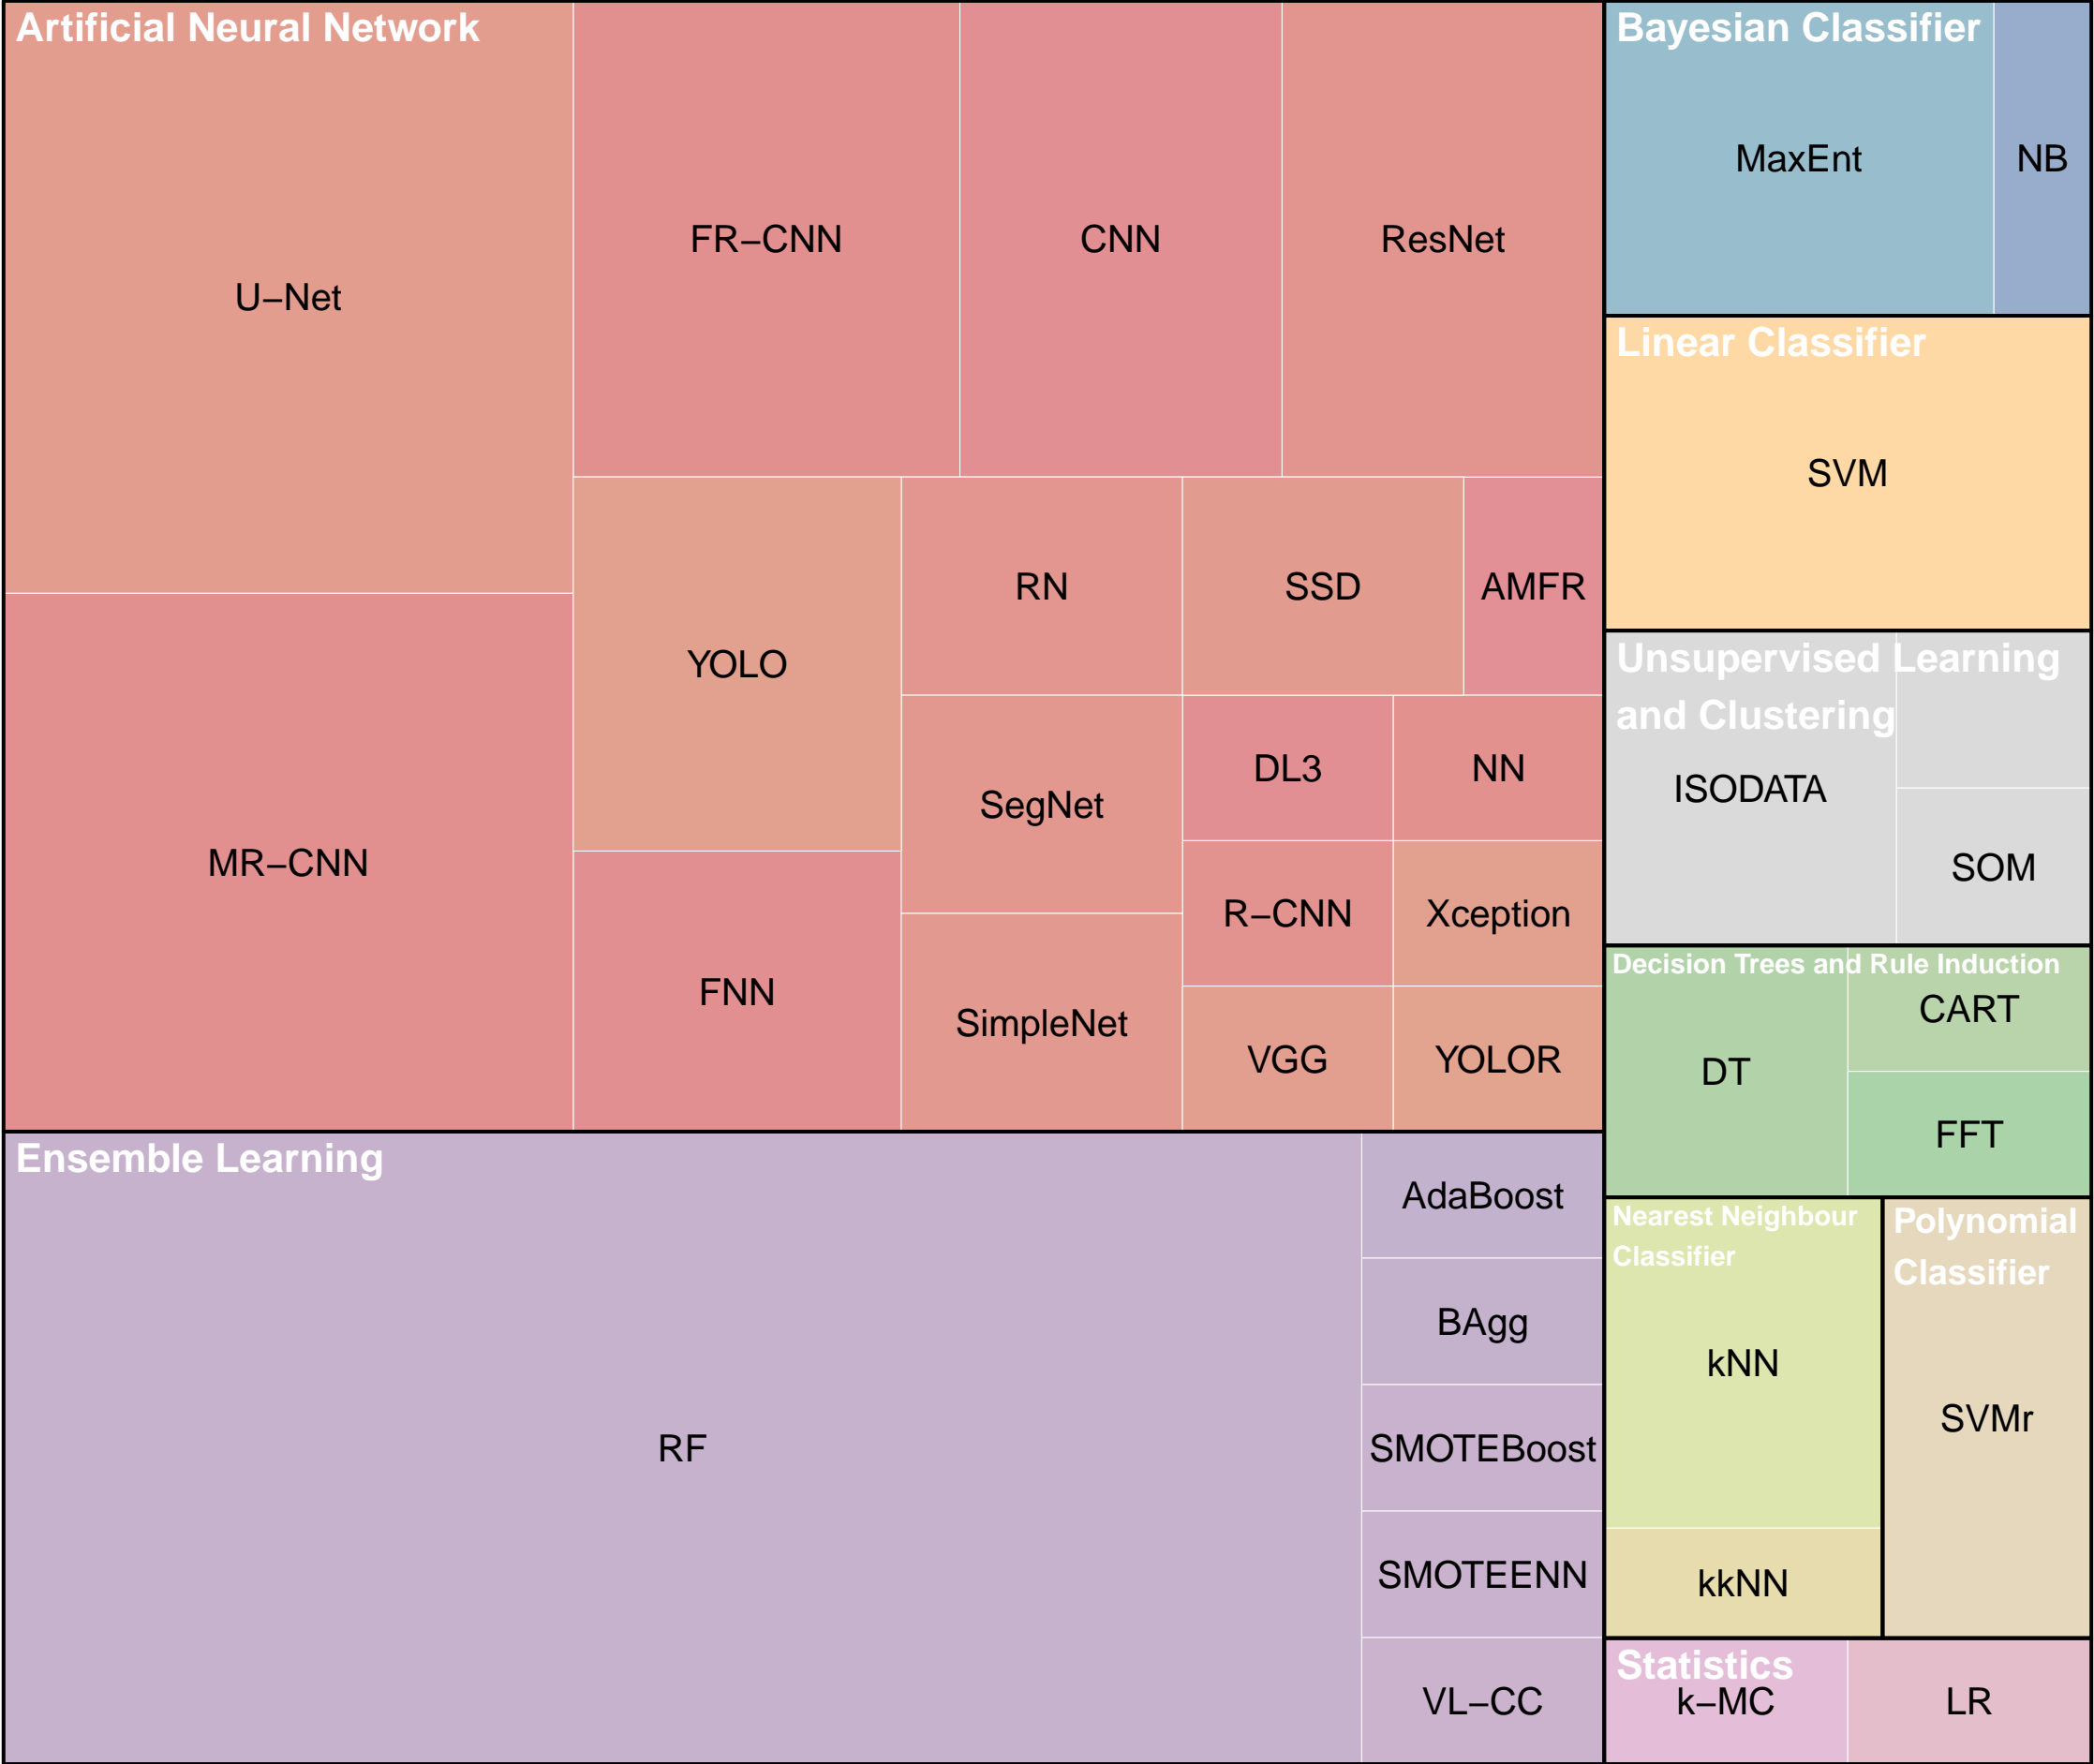 Artificial Neural Network
U–Net
FR–CNN
CNN
ResNet
MR–CNN
YOLO
RN
SSD
AMFR
SegNet
DL3
NN
R–CNN
Xception
FNN
SimpleNet
VGG
YOLOR
Ensemble Learning
RF
AdaBoost
BAgg
SMOTEBoost
SMOTEENN
VL–CC
Bayesian Classifier
MaxEnt
NB
Linear Classifier
SVM
Unsupervised Learning
and Clustering
ISODATA
SOM
Decision Trees and Rule Induction
DT
CART
FFT
Nearest Neighbour
Classifier
kNN
kkNN
Polynomial
Classifier
SVMr
Statistics
k–MC
LR